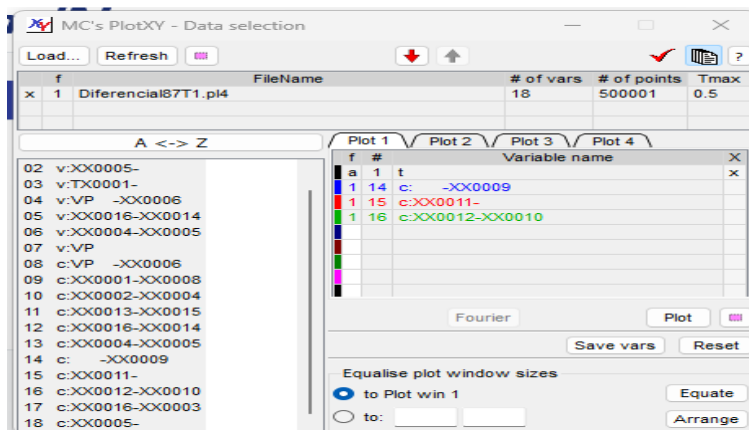 MC's PlotXY - Data selection
Load... Refresh ?
f FileName # of vars # of points Tmax
x 1 Diferencial87T1.pl4 18 500001 0.5
A <-> Z
Plot 1 Plot 2 Plot 3 Plot 4
f # Variable name X
a 1 t x
1 14 c: -XX0009
1 15 c:XX0011-
1 16 c:XX0012-XX0010
02 v:XX0005-
03 v:TX0001-
04 v:VP -XX0006
05 v:XX0016-XX0014
06 v:XX0004-XX0005
07 v:VP
08 c:VP -XX0006
09 c:XX0001-XX0008
10 c:XX0002-XX0004
11 c:XX0013-XX0015
12 c:XX0016-XX0014
13 c:XX0004-XX0005
14 c: -XX0009
15 c:XX0011-
16 c:XX0012-XX0010
17 c:XX0016-XX0003
18 c:XX0005-
Fourier Plot
Save vars Reset
Equalise plot window sizes
to Plot win 1 Equate
to: Arrange